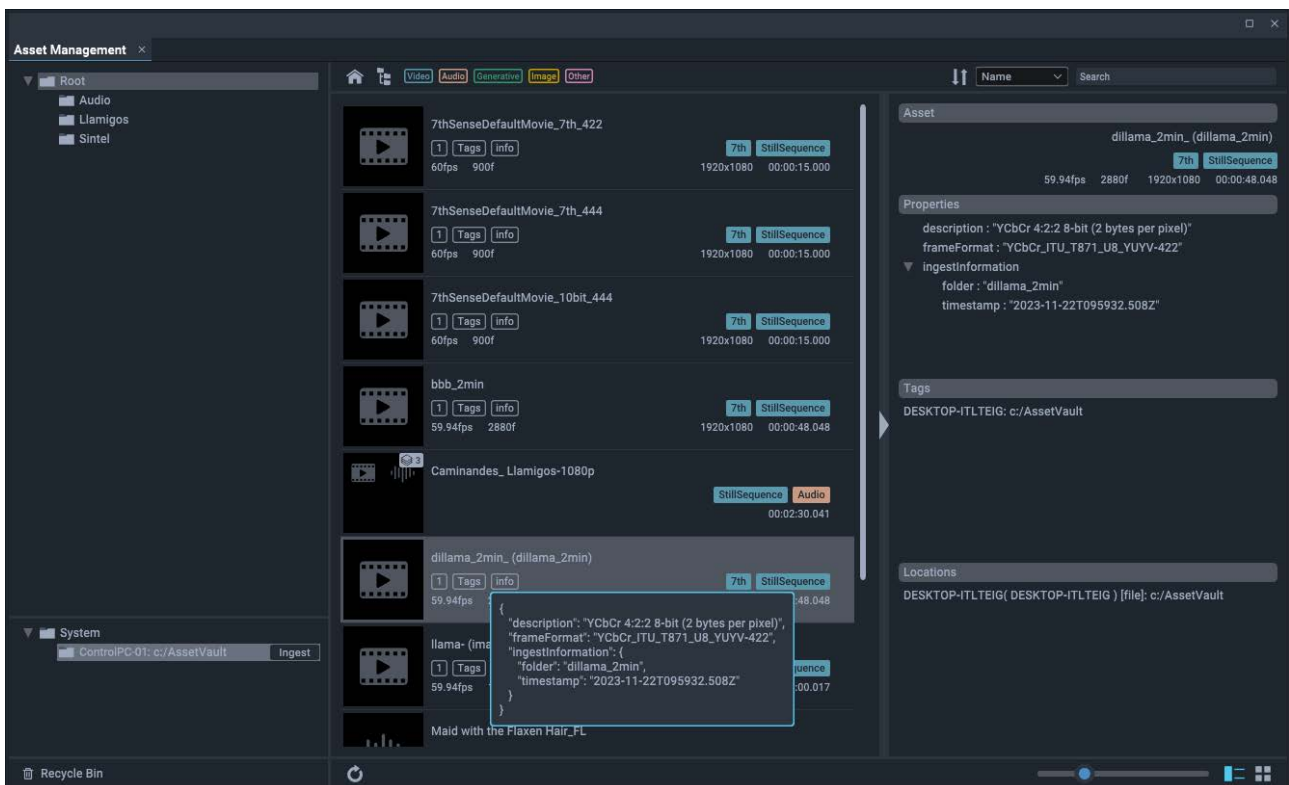 Asset Management ×
Root
Audio
Llamigos
Sintel
System
ControlPC-01: c:/AssetVault Ingest
Recycle Bin
Video Audio Generative Image Other
Name Search
7thSenseDefaultMovie_7th_422
1 Tags info 7th StillSequence
60fps 900f 1920x1080 00:00:15.000
7thSenseDefaultMovie_7th_444
1 Tags info 7th StillSequence
60fps 900f 1920x1080 00:00:15.000
7thSenseDefaultMovie_10bit_444
1 Tags info 7th StillSequence
60fps 900f 1920x1080 00:00:15.000
bbb_2min
1 Tags info 7th StillSequence
59.94fps 2880f 1920x1080 00:00:48.048
3
Caminandes_ Llamigos-1080p
StillSequence Audio
00:02:30.041
dillama_2min_ (dillama_2min)
1 Tags info 7th StillSequence
59.94fps :48.048
{
"description": "YCbCr 4:2:2 8-bit (2 bytes per pixel)",
"frameFormat": "YCbCr_ITU_T871_U8_YUYV-422",
"ingestInformation": {
"folder": "dillama_2min",
"timestamp": "2023-11-22T095932.508Z"
}
}
llama- (ima
1 Tags uence
59.94fps :00.017
Maid with the Flaxen Hair_FL
Asset
dillama_2min_ (dillama_2min)
7th StillSequence
59.94fps 2880f 1920x1080 00:00:48.048
Properties
description : "YCbCr 4:2:2 8-bit (2 bytes per pixel)"
frameFormat : "YCbCr_ITU_T871_U8_YUYV-422"
ingestInformation
folder : "dillama_2min"
timestamp : "2023-11-22T095932.508Z"
Tags
DESKTOP-ITLTEIG: c:/AssetVault
Locations
DESKTOP-ITLTEIG( DESKTOP-ITLTEIG ) [file]: c:/AssetVault